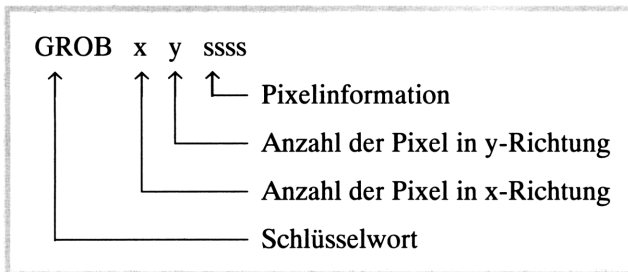 GROB x y ssss
Pixelinformation
Anzahl der Pixel in y-Richtung
Anzahl der Pixel in x-Richtung
Schlüsselwort